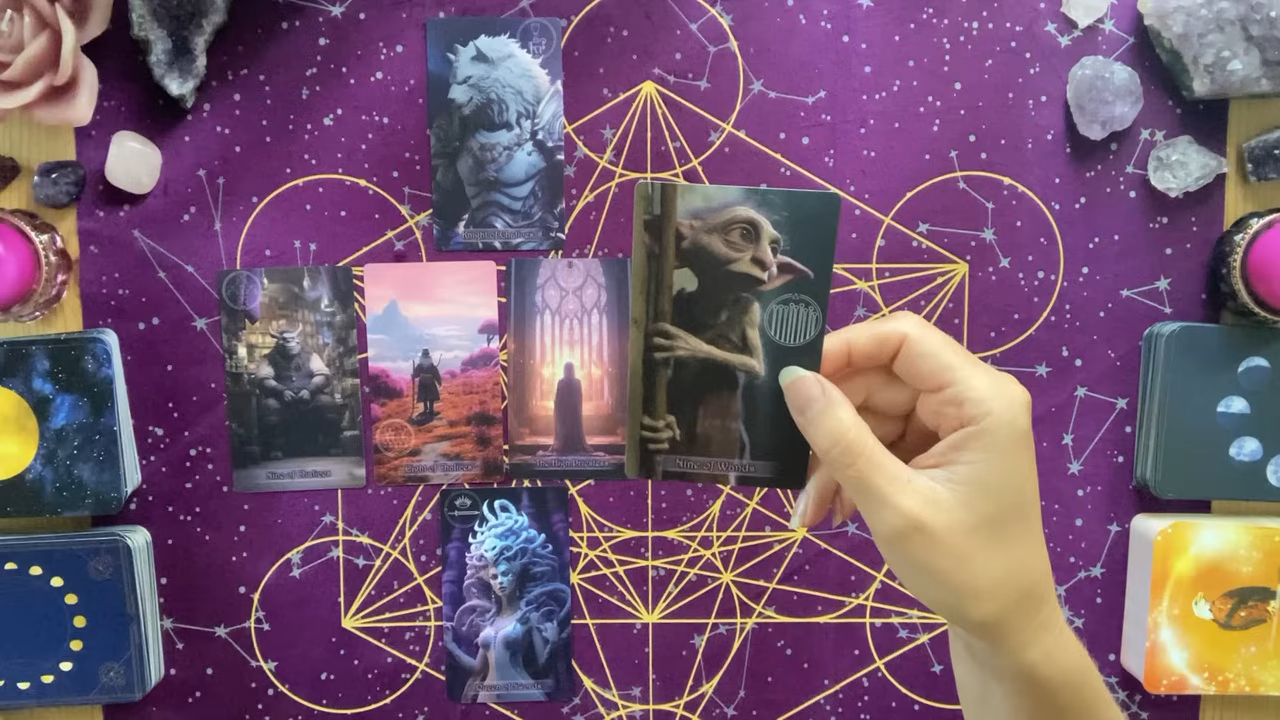 Knight of Chalices
Nine of Chalices
Eight of Chalices
The High Priestess
Nine of Wands
Queen of Swords